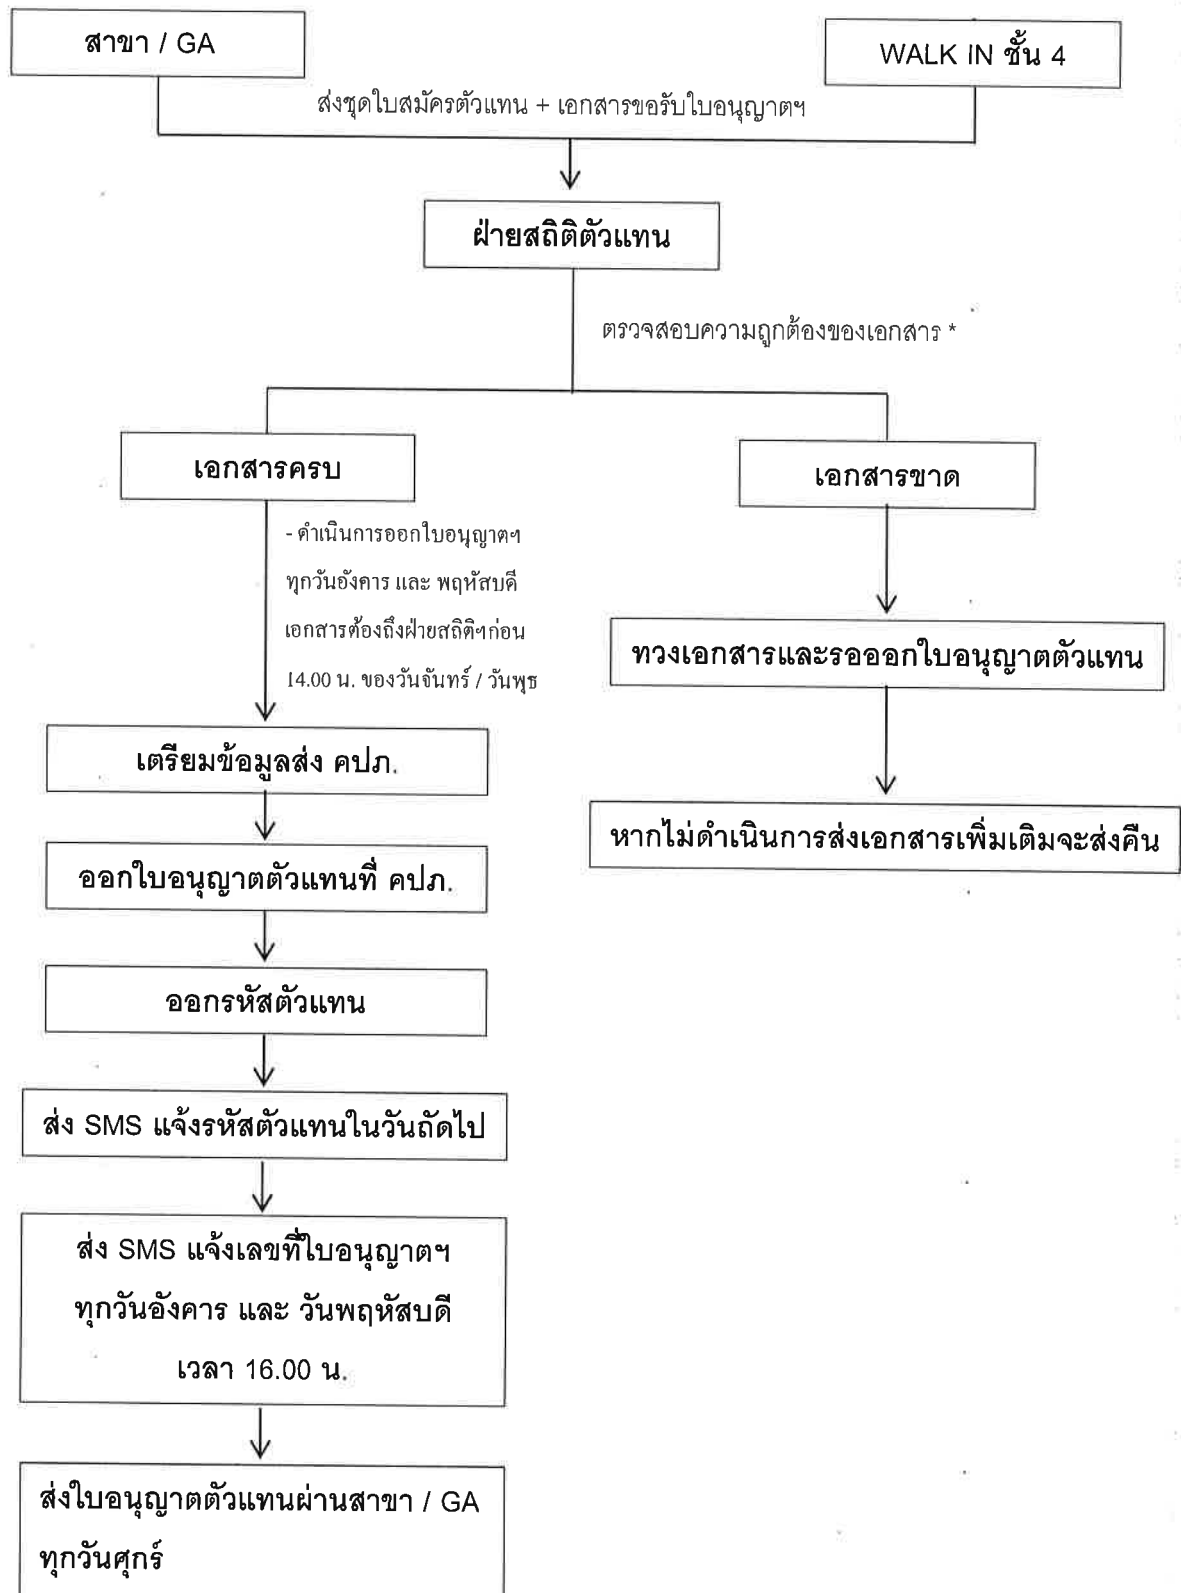 สาขา / GA
WALK IN ชั้น 4
ส่งชุดใบสมัครตัวแทน + เอกสารขอรับใบอนุญาตฯ
ฝ่ายสถิติตัวแทน
ตรวจสอบความถูกต้องของเอกสาร *
เอกสารครบ
เอกสารขาด
- ดำเนินการออกใบอนุญาตฯ
ทุกวันอังคาร และ พฤหัสบดี
เอกสารต้องถึงฝ่ายสถิติฯก่อน
14.00 น. ของวันจันทร์ / วันพุธ
ทวงเอกสารและรอออกใบอนุญาตตัวแทน
เตรียมข้อมูลส่ง คปภ.
หากไม่ดำเนินการส่งเอกสารเพิ่มเติมจะส่งคืน
ออกใบอนุญาตตัวแทนที่ คปภ.
ออกรหัสตัวแทน
ส่ง SMS แจ้งรหัสตัวแทนในวันถัดไป
ส่ง SMS แจ้งเลขที่ใบอนุญาตฯ
ทุกวันอังคาร และ วันพฤหัสบดี
เวลา 16.00 น.
ส่งใบอนุญาตตัวแทนผ่านสาขา / GA
ทุกวันศุกร์